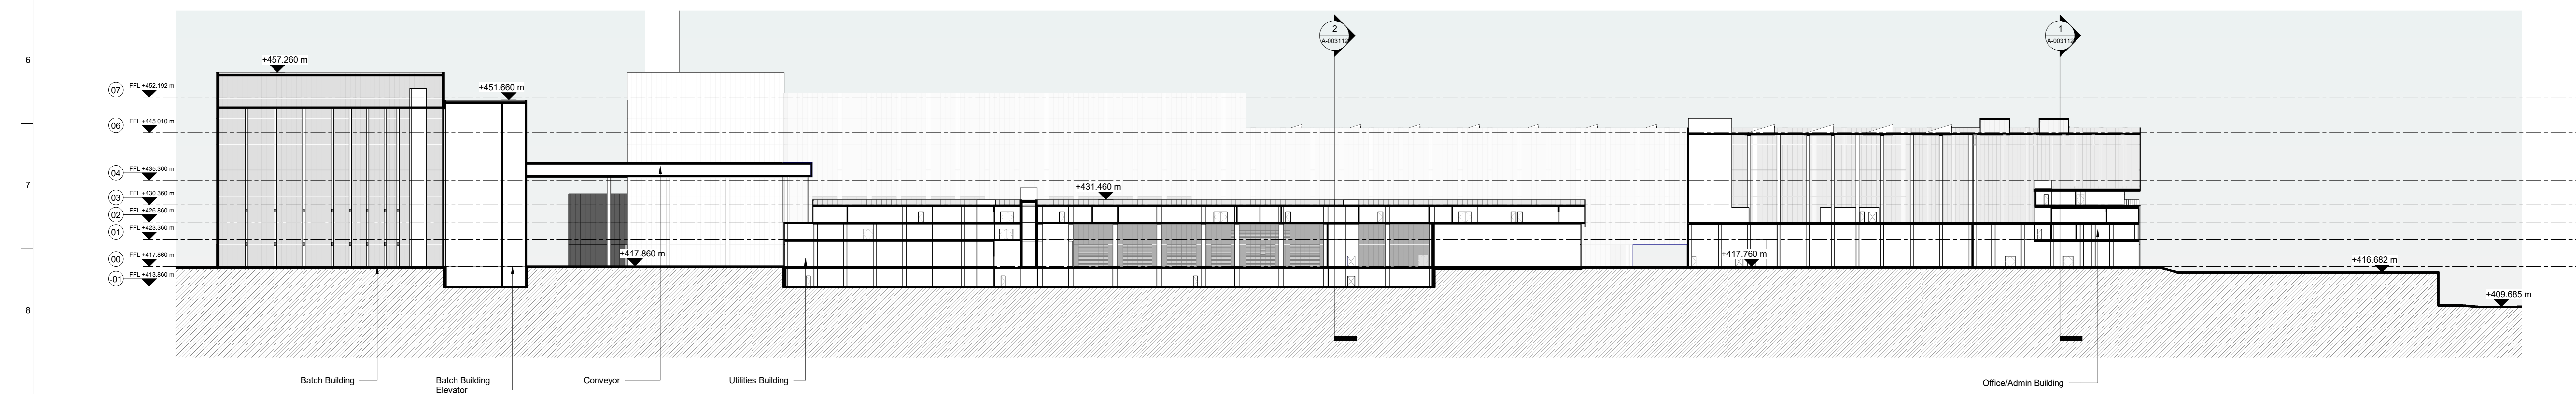 6
7
8
07
FFL +452.192 m
06
FFL +445.010 m
04
FFL +435.360 m
03
FFL +430.360 m
02
FFL +426.860 m
01
FFL +423.360 m
00
FFL +417.860 m
-01
FFL +413.860 m
+457.260 m
+451.660 m
+417.860 m
+431.460 m
2
A-003112
1
A-003112
+417.760 m
+416.682 m
+409.685 m
Batch Building
Batch Building
Elevator
Conveyor
Utilities Building
Office/Admin Building